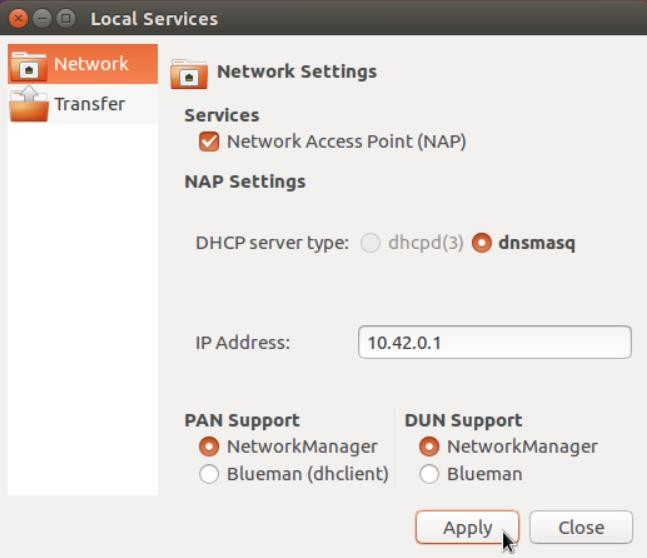 Local Services
Network
Transfer
Network Settings
Services
Network Access Point (NAP)
NAP Settings
DHCP server type: dhcpd(3) dnsmasq
IP Address: 10.42.0.1
PAN Support
NetworkManager
Blueman (dhclient)
DUN Support
NetworkManager
Blueman
Apply Close